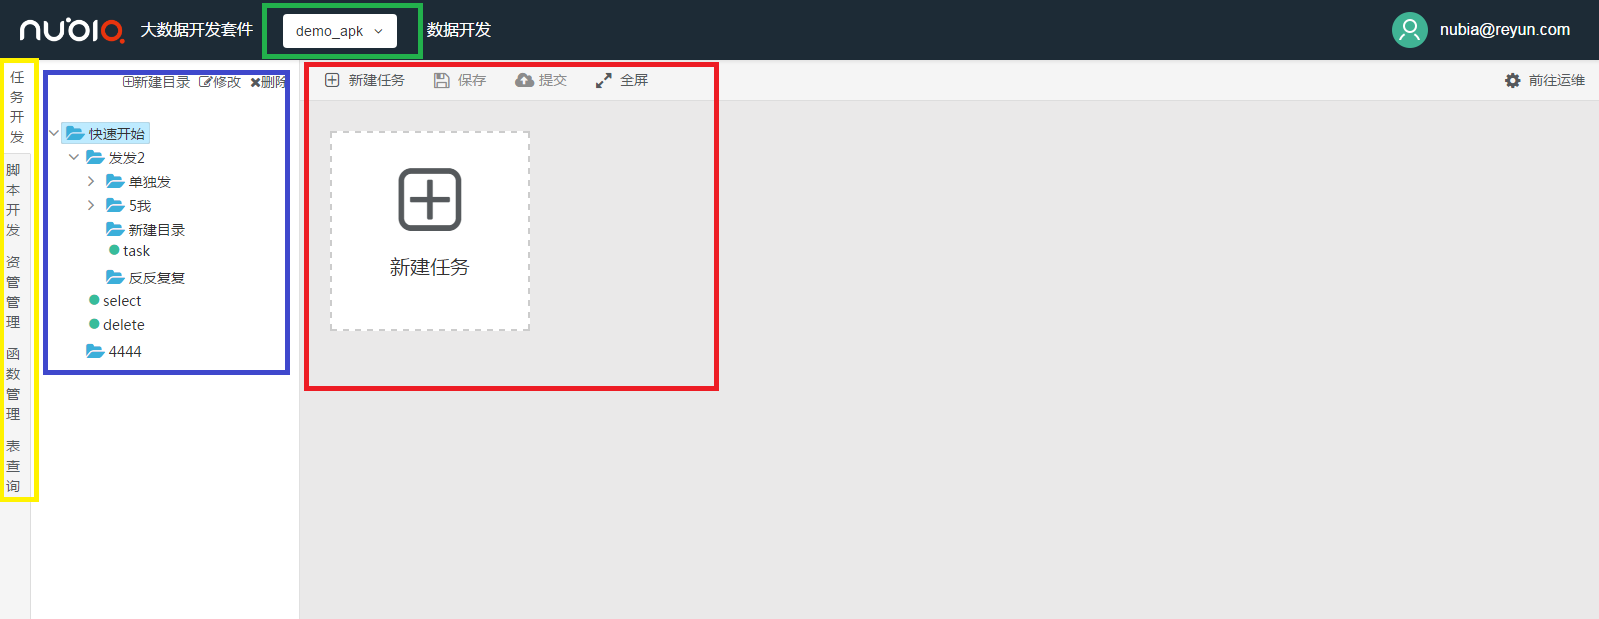 nubia 大数据开发套件 demo_apk 数据开发 nubia@reyun.com
任务开发
脚本开发
资管管理
函数管理
表查询
新建目录 修改 删除
快速开始
发发2
单独发
5我
新建目录
task
反反复复
select
delete
4444
新建任务 保存 提交 全屏 前往运维
新建任务